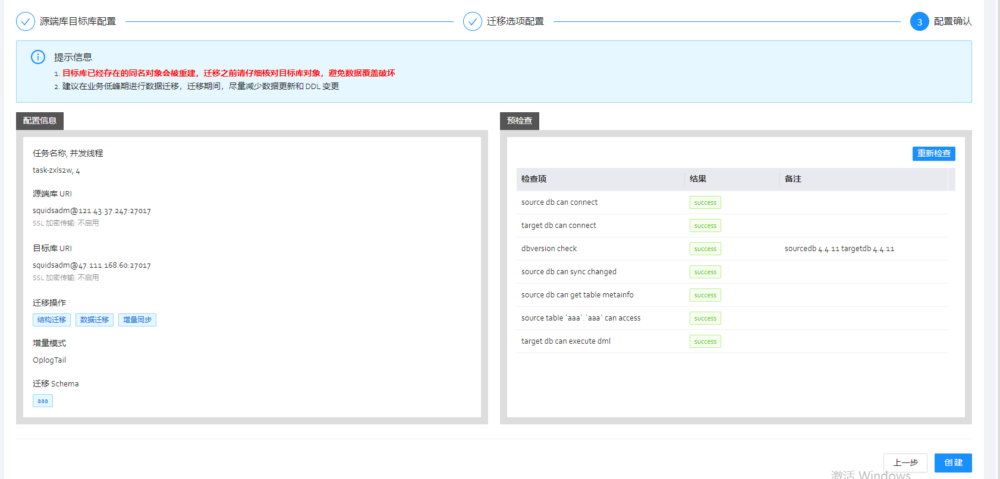 源端库目标库配置
迁移选项配置
3 配置确认
提示信息
1. 目标库已经存在的同名对象会被重建，迁移之前请仔细核对目标库对象，避免数据覆盖破坏
2. 建议在业务低峰期进行数据迁移，迁移期间，尽量减少数据更新和 DDL 变更
配置信息
任务名称, 并发线程
task-zxls2w, 4
源端库 URI
squidsadm@121.43.37.247:27017
SSL 加密传输: 不启用
目标库 URI
squidsadm@47.111.168.60:27017
SSL 加密传输: 不启用
迁移操作
结构迁移 数据迁移 增量同步
增量模式
OplogTail
迁移 Schema
aaa
预检查
重新检查
检查项 结果 备注
source db can connect success
target db can connect success
dbversion check success sourcedb 4.4.11 targetdb 4.4.11
source db can sync changed success
source db can get table metainfo success
source table `aaa`.`aaa` can access success
target db can execute dml success
上一步 创建
激活 Windows